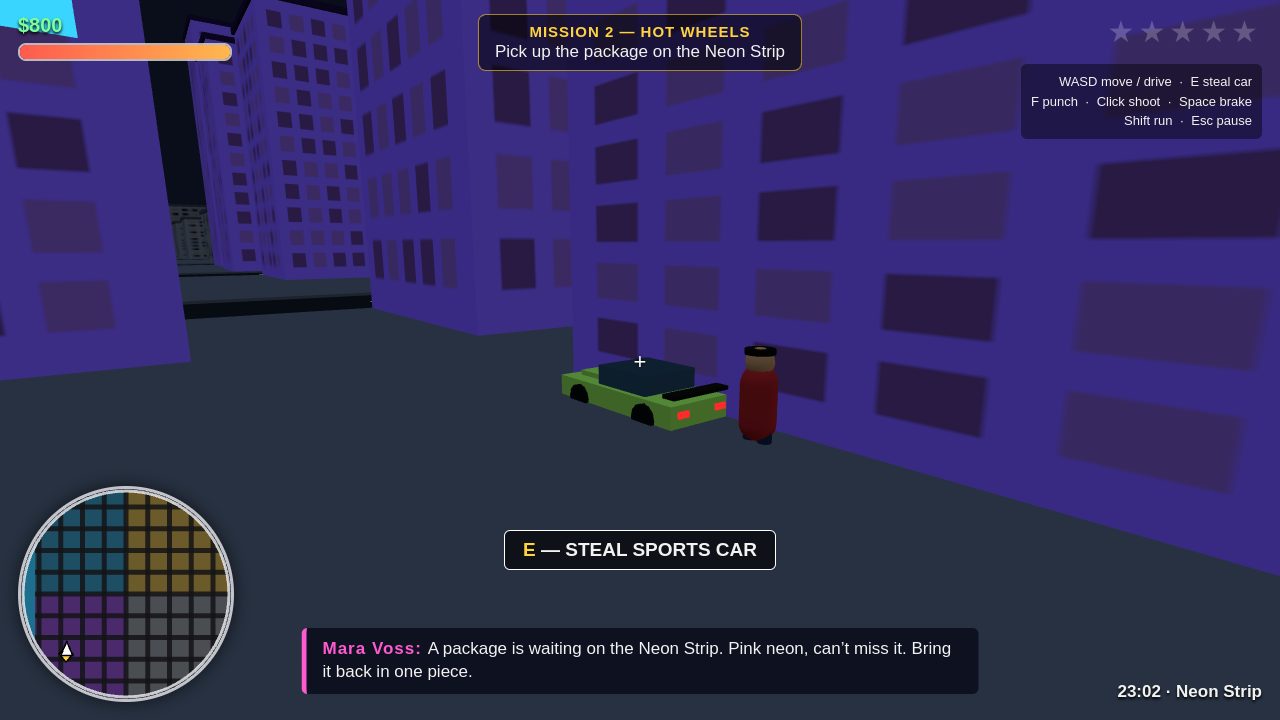 $800
MISSION 2 — HOT WHEELS
Pick up the package on the Neon Strip
WASD move / drive · E steal car
F punch · Click shoot · Space brake
Shift run · Esc pause
E — STEAL SPORTS CAR
Mara Voss: A package is waiting on the Neon Strip. Pink neon, can't miss it. Bring
it back in one piece.
23:02 · Neon Strip